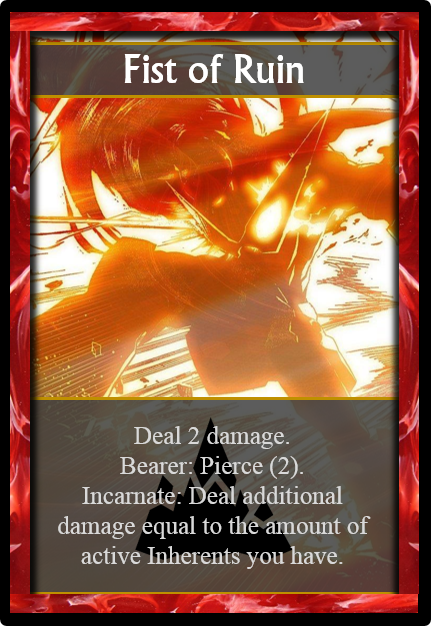 Fist of Ruin
Deal 2 damage.
Bearer: Pierce (2).
Incarnate: Deal additional
damage equal to the amount of
active Inherents you have.